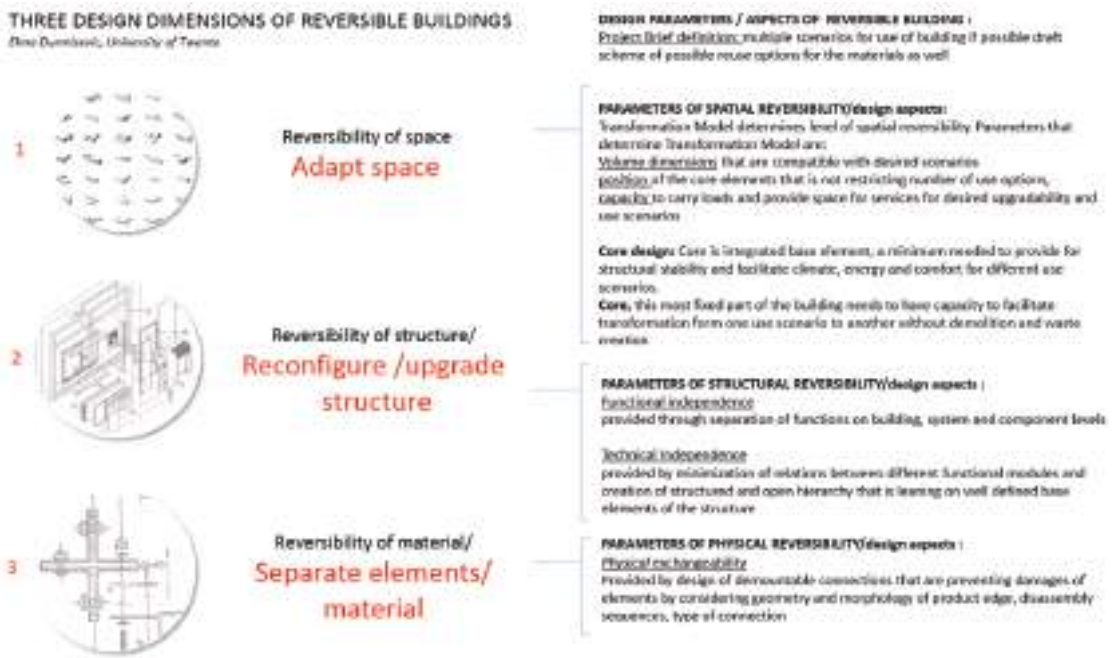 THREE DESIGN DIMENSIONS OF REVERSIBLE BUILDINGS
Elma Durmisevic, University of Twente
1
Reversibility of space
Adapt space
2
Reversibility of structure/
Reconfigure /upgrade
structure
3
Reversibility of material/
Separate elements/
material
DESIGN PARAMETERS / ASPECTS OF REVERSIBLE BUILDING :
Project Brief definition: multiple scenarios for use of building if possible draft
scheme of possible reuse options for the materials as well
PARAMETERS OF SPATIAL REVERSIBILITY/design aspects:
Transformation Model determines level of spatial reversibility. Parameters that
determine Transformation Model are:
Volume dimensions that are compatible with desired scenarios
position of the core elements that is not restricting number of use options,
capacity to carry loads and provide space for services for desired upgradability and
use scenarios
Core design: Core is integrated base element, a minimum needed to provide for
structural stability and facilitate climate, energy and comfort for different use
scenarios.
Core, this most fixed part of the building needs to have capacity to facilitate
transformation form one use scenario to another without demolition and waste
creation
PARAMETERS OF STRUCTURAL REVERSIBILITY/design aspects :
Functional independence
provided through separation of functions on building, system and component levels
Technical independence
provided by minimization of relations between different functional modules and
creation of structured and open hierarchy that is leaning on well defined base
elements of the structure
PARAMETERS OF PHYSICAL REVERSIBILITY/design aspects :
Physical exchangeability
Provided by design of demountable connections that are preventing damages of
elements by considering geometry and morphology of product edge, disassembly
sequences, type of connection